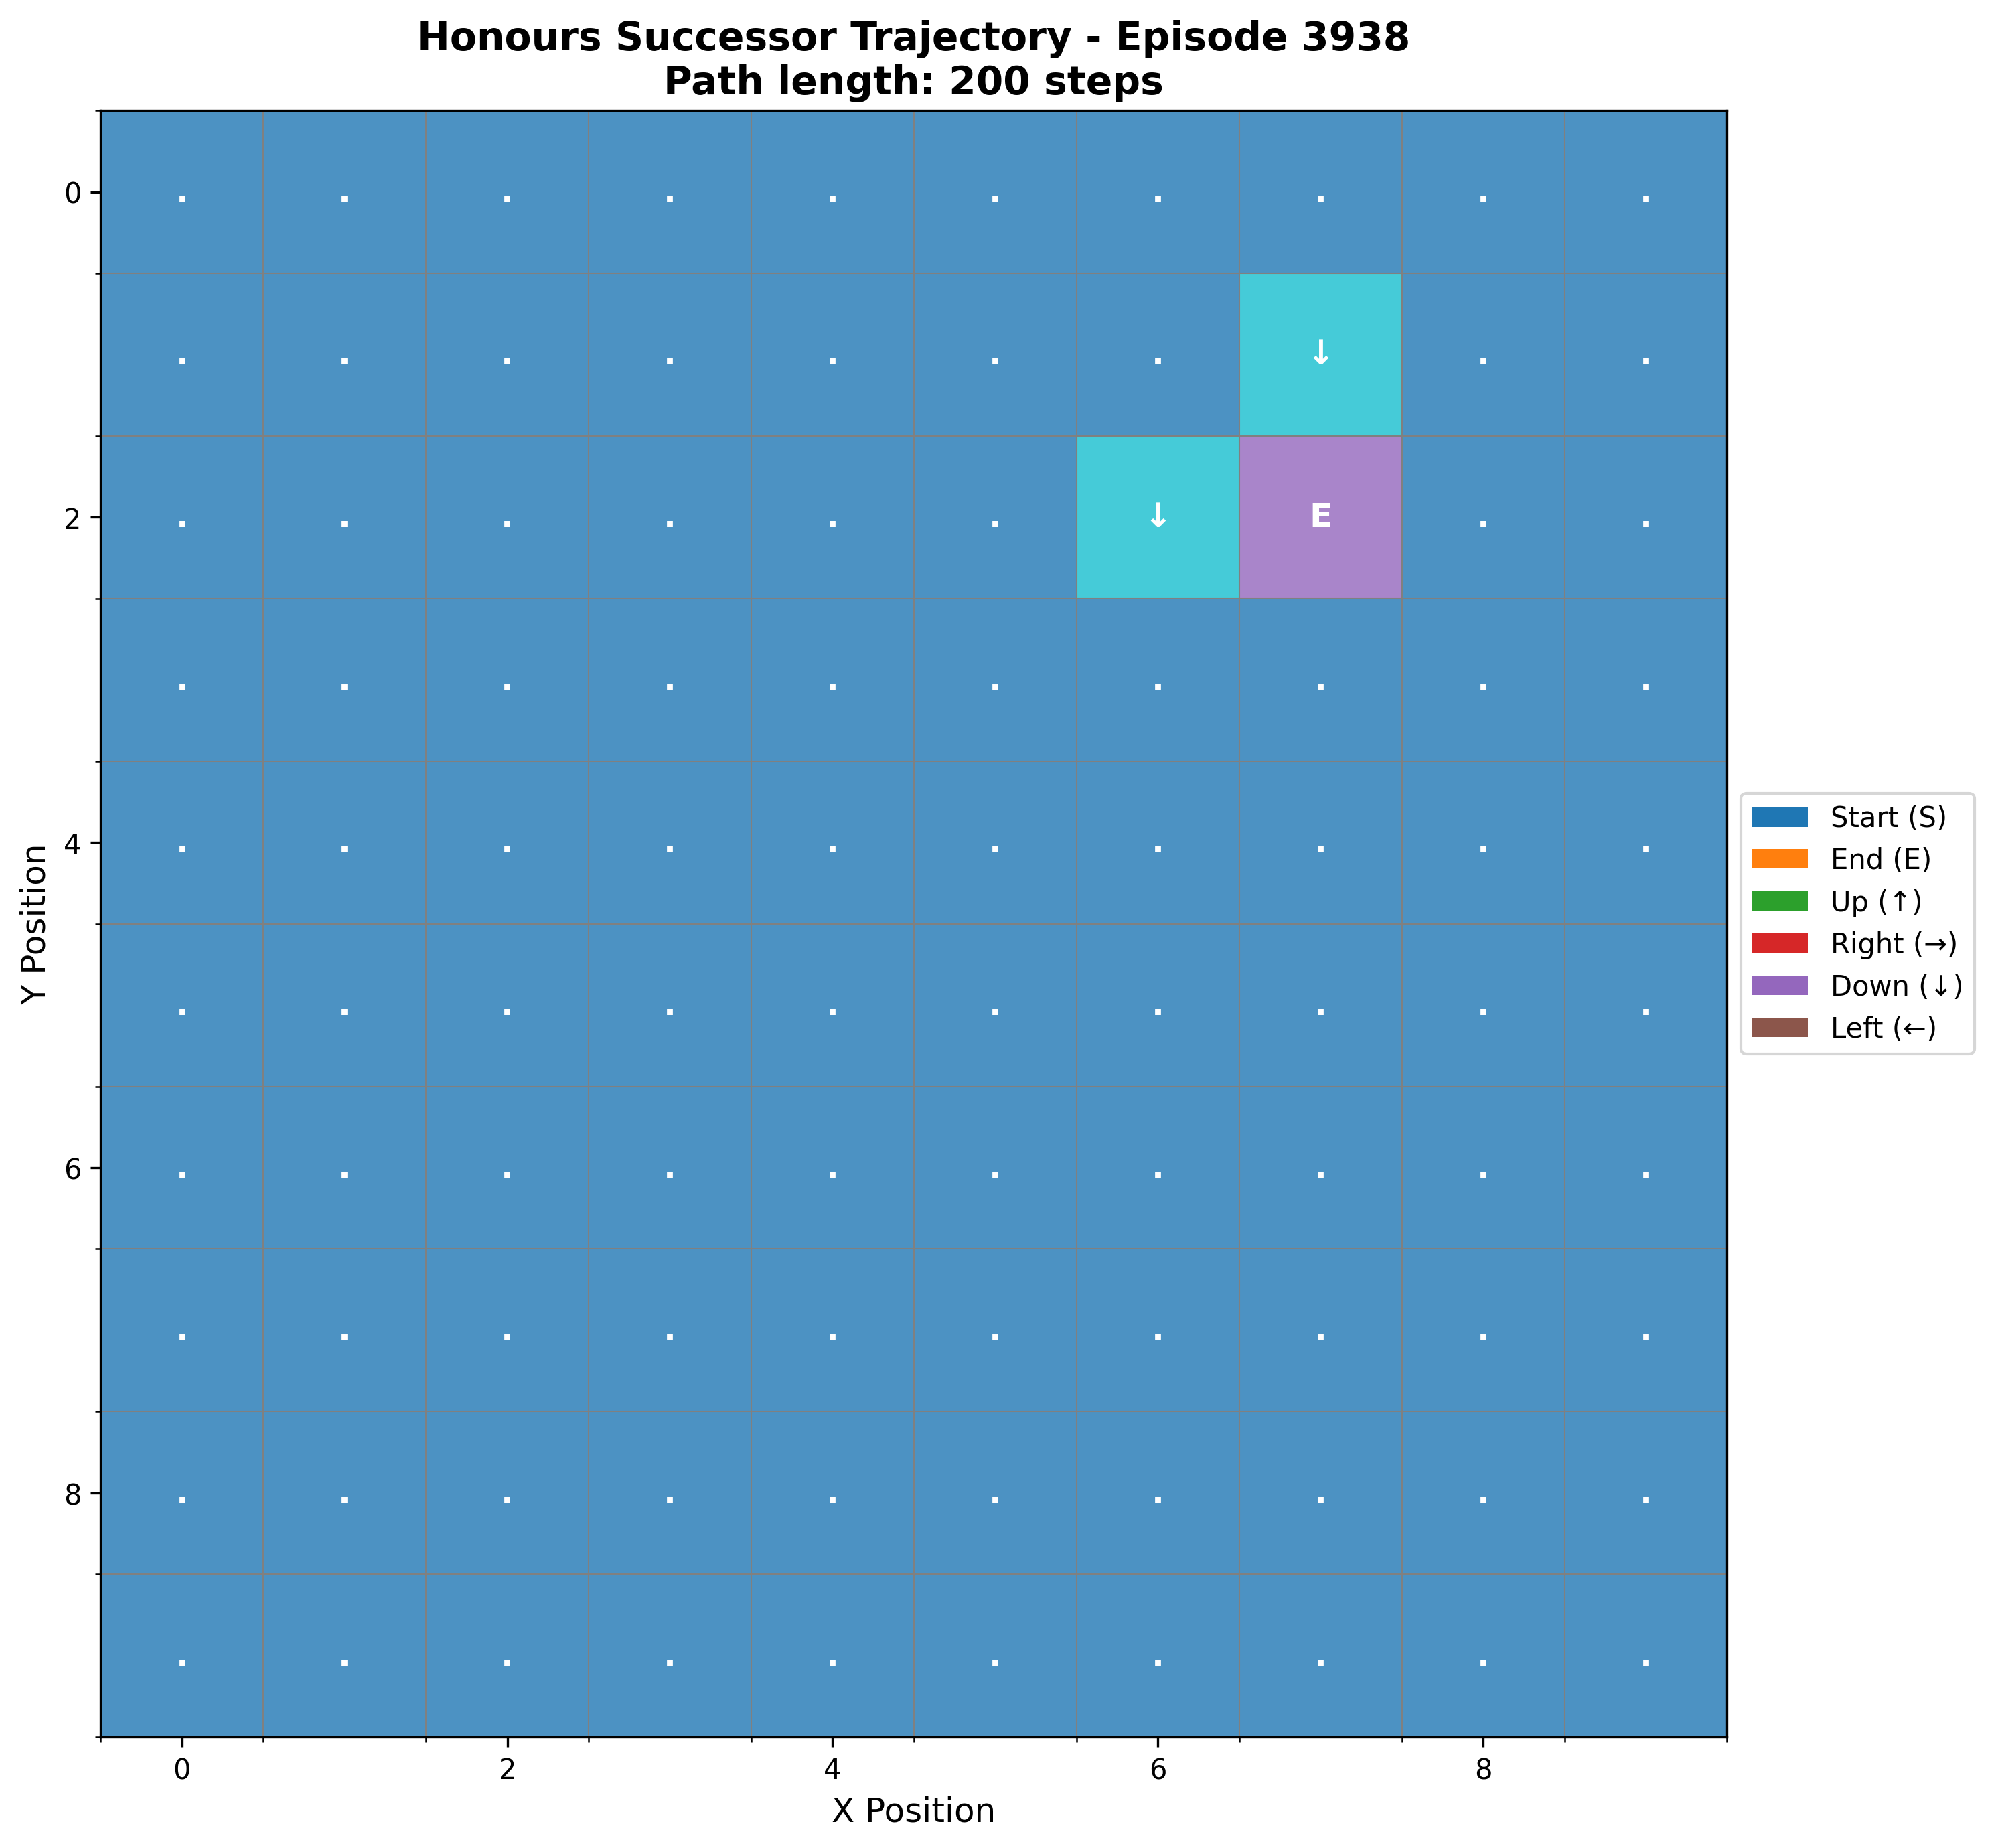 Honours Successor Trajectory - Episode 3938
Path length: 200 steps
0
↓
2
↓ E
4
6
8
0 2 4 6 8
X Position
Y Position
Start (S)
End (E)
Up (↑)
Right (→)
Down (↓)
Left (←)